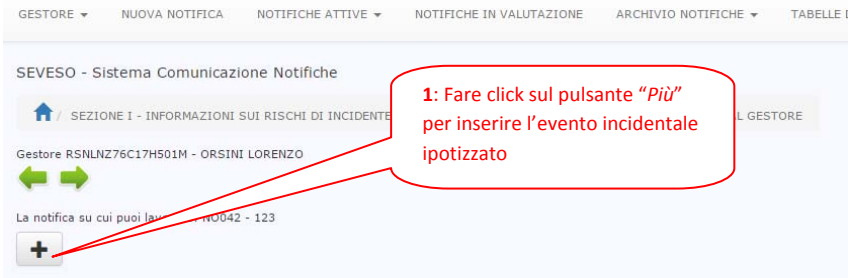 GESTORE NUOVA NOTIFICA NOTIFICHE ATTIVE NOTIFICHE IN VALUTAZIONE ARCHIVIO NOTIFICHE TABELLE
SEVESO - Sistema Comunicazione Notifiche
/ SEZIONE I - INFORMAZIONI SUI RISCHI DI INCIDENTE GESTORE
1: Fare click sul pulsante “Più”
per inserire l’evento incidentale
ipotizzato
Gestore RSNLNZ76C17H501M - ORSINI LORENZO
La notifica su cui puoi NO042 - 123
+